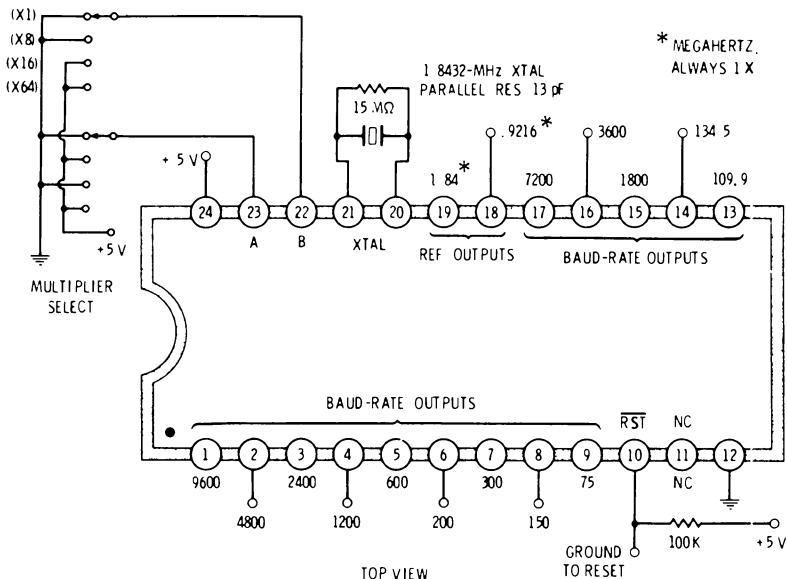 (X1)
(X8)
(X16)
(X64)
1 8432-MHz XTAL
PARALLEL RES 13 pF
15 MΩ
* MEGAHERTZ.
ALWAYS 1 X
+ 5 V
.9216 *
3600
134 5
1 84 *
7200
1800
109. 9
24 23 22 21 20 19 18 17 16 15 14 13
A B XTAL REF OUTPUTS BAUD-RATE OUTPUTS
+5 V
MULTIPLIER
SELECT
BAUD-RATE OUTPUTS
RST NC
1 2 3 4 5 6 7 8 9 10 11 12
9600 2400 600 300 75 NC
4800 1200 200 150
100K +5 V
GROUND
TO RESET
TOP VIEW